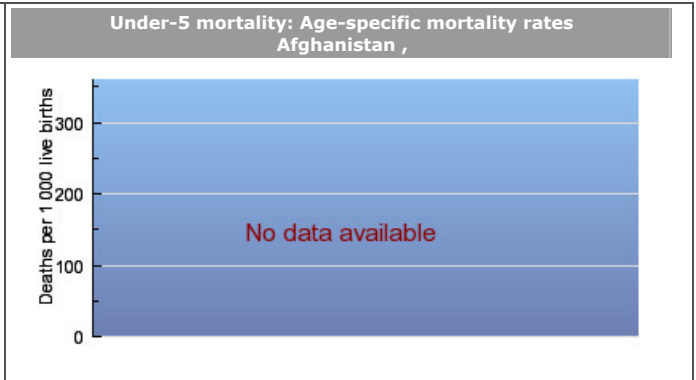 Under-5 mortality: Age-specific mortality rates
Afghanistan ,
Deaths per 1 000 live births
300
200
No data available
100
0